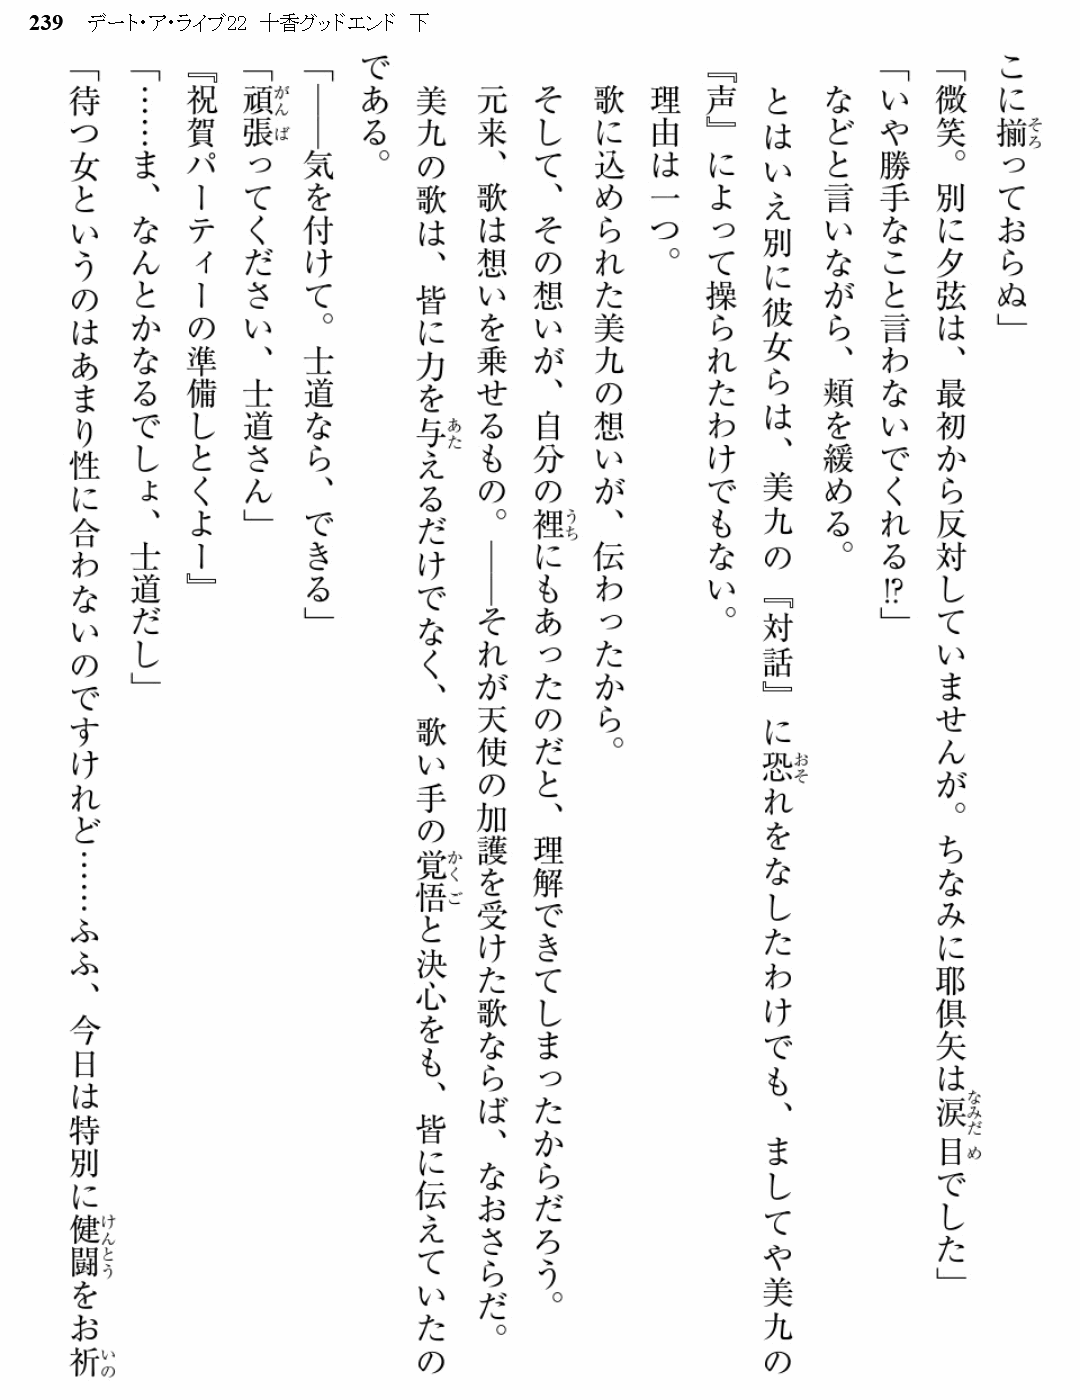 239 デート・ア・ライブ22 十香グッドエンド 下
こに揃っておらぬ」
「微笑。別に夕弦は、最初から反対していませんが。ちなみに耶倶矢は涙目でした」
「いや勝手なこと言わないでくれる!?」
などと言いながら、頬を緩める。
とはいえ別に彼女らは、美九の『対話』に恐れをなしたわけでも、ましてや美九の
『声』によって操られたわけでもない。
理由は一つ。
歌に込められた美九の想いが、伝わったから。
そして、その想いが、自分の裡にもあったのだと、理解できてしまったからだろう。
元来、歌は想いを乗せるもの。――それが天使の加護を受けた歌ならば、なおさらだ。
美九の歌は、皆に力を与えるだけでなく、歌い手の覚悟と決心をも、皆に伝えていたの
である。
「――気を付けて。士道なら、できる」
「頑張ってください、士道さん」
『祝賀パーティーの準備しとくよー』
「……ま、なんとかなるでしょ、士道だし」
「待つ女というのはあまり性に合わないのですけれど……ふふ、今日は特別に健闘をお祈